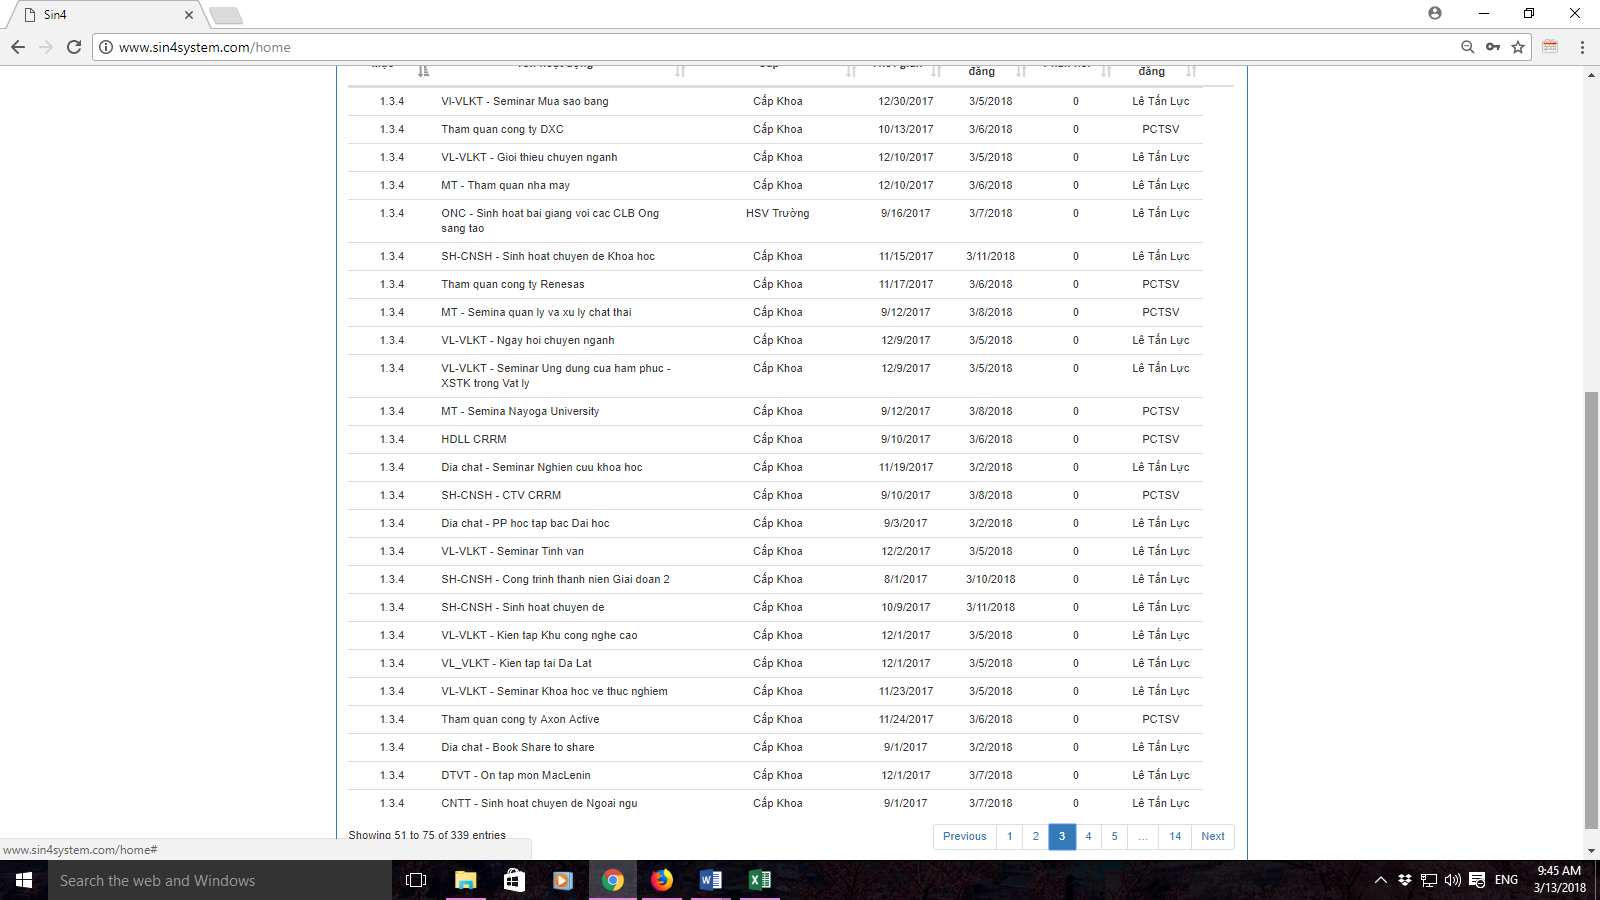 Sin4
www.sin4system.com/home
đăng đăng
1.3.4 VI-VLKT - Seminar Mua sao bang Cấp Khoa 12/30/2017 3/5/2018 0 Lê Tấn Lực
1.3.4 Tham quan cong ty DXC Cấp Khoa 10/13/2017 3/6/2018 0 PCTSV
1.3.4 VL-VLKT - Gioi thieu chuyen nganh Cấp Khoa 12/10/2017 3/5/2018 0 Lê Tấn Lực
1.3.4 MT - Tham quan nha may Cấp Khoa 12/10/2017 3/6/2018 0 Lê Tấn Lực
1.3.4 ONC - Sinh hoat bai giang voi cac CLB Ong HSV Trường 9/16/2017 3/7/2018 0 Lê Tấn Lực
sang tao
1.3.4 SH-CNSH - Sinh hoat chuyen de Khoa hoc Cấp Khoa 11/15/2017 3/11/2018 0 Lê Tấn Lực
1.3.4 Tham quan cong ty Renesas Cấp Khoa 11/17/2017 3/6/2018 0 PCTSV
1.3.4 MT - Semina quan ly va xu ly chat thai Cấp Khoa 9/12/2017 3/8/2018 0 PCTSV
1.3.4 VL-VLKT - Ngay hoi chuyen nganh Cấp Khoa 12/9/2017 3/5/2018 0 Lê Tấn Lực
1.3.4 VL-VLKT - Seminar Ung dung cua ham phuc - Cấp Khoa 12/9/2017 3/5/2018 0 Lê Tấn Lực
XSTK trong Vat ly
1.3.4 MT - Semina Nayoga University Cấp Khoa 9/12/2017 3/8/2018 0 PCTSV
1.3.4 HDLL CRRM Cấp Khoa 9/10/2017 3/6/2018 0 PCTSV
1.3.4 Dia chat - Seminar Nghien cuu khoa hoc Cấp Khoa 11/19/2017 3/2/2018 0 Lê Tấn Lực
1.3.4 SH-CNSH - CTV CRRM Cấp Khoa 9/10/2017 3/8/2018 0 PCTSV
1.3.4 Dia chat - PP hoc tap bac Dai hoc Cấp Khoa 9/3/2017 3/2/2018 0 Lê Tấn Lực
1.3.4 VL-VLKT - Seminar Tinh van Cấp Khoa 12/2/2017 3/5/2018 0 Lê Tấn Lực
1.3.4 SH-CNSH - Cong trinh thanh nien Giai doan 2 Cấp Khoa 8/1/2017 3/10/2018 0 Lê Tấn Lực
1.3.4 SH-CNSH - Sinh hoat chuyen de Cấp Khoa 10/9/2017 3/11/2018 0 Lê Tấn Lực
1.3.4 VL-VLKT - Kien tap Khu cong nghe cao Cấp Khoa 12/1/2017 3/5/2018 0 Lê Tấn Lực
1.3.4 VL_VLKT - Kien tap tai Da Lat Cấp Khoa 12/1/2017 3/5/2018 0 Lê Tấn Lực
1.3.4 VL-VLKT - Seminar Khoa hoc ve thuc nghiem Cấp Khoa 11/23/2017 3/5/2018 0 Lê Tấn Lực
1.3.4 Tham quan cong ty Axon Active Cấp Khoa 11/24/2017 3/6/2018 0 PCTSV
1.3.4 Dia chat - Book Share to share Cấp Khoa 9/1/2017 3/2/2018 0 Lê Tấn Lực
1.3.4 DTVT - On tap mon MacLenin Cấp Khoa 12/1/2017 3/7/2018 0 Lê Tấn Lực
1.3.4 CNTT - Sinh hoat chuyen de Ngoai ngu Cấp Khoa 9/1/2017 3/7/2018 0 Lê Tấn Lực
Showing 51 to 75 of 339 entries Previous 1 2 3 4 5 ... 14 Next
www.sin4system.com/home#
Search the web and Windows
ENG
9:45 AM
3/13/2018